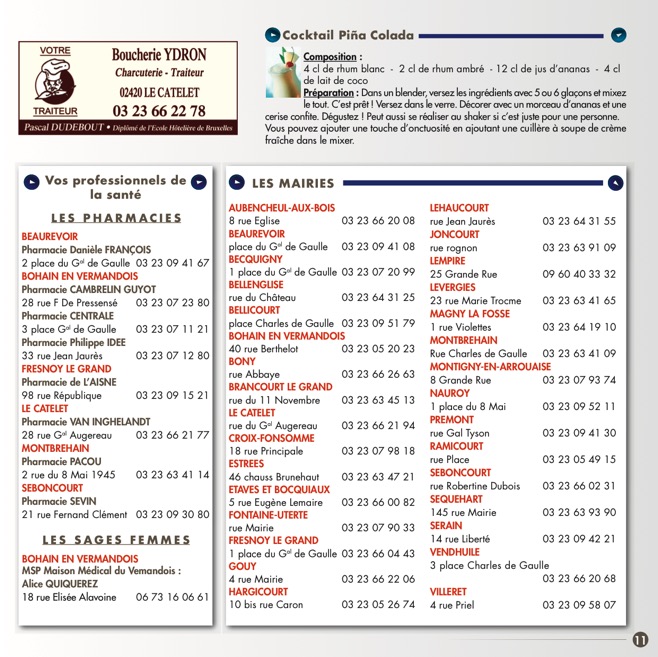 VOTRE
TRAITEUR
Boucherie YDRON
Charcuterie - Traiteur
02420 LE CATELET
03 23 66 22 78
Pascal DUDEBOUT • Diplômé de l'Ecole Hôtelière de Bruxelles
Cocktail Piña Colada
Composition :
4 cl de rhum blanc - 2 cl de rhum ambré - 12 cl de jus d'ananas - 4 cl
de lait de coco
Préparation : Dans un blender, versez les ingrédients avec 5 ou 6 glaçons et mixez
le tout. C'est prêt ! Versez dans le verre. Décorer avec un morceau d'ananas et une
cerise confite. Dégustez ! Peut aussi se réaliser au shaker si c'est juste pour une personne.
Vous pouvez ajouter une touche d'onctuosité en ajoutant une cuillère à soupe de crème
fraîche dans le mixer.
Vos professionnels de
la santé
LES PHARMACIES
BEAUREVOIR
Pharmacie Danièle FRANÇOIS
2 place du Gal de Gaulle 03 23 09 41 67
BOHAIN EN VERMANDOIS
Pharmacie CAMBRELIN GUYOT
28 rue F De Pressensé 03 23 07 23 80
Pharmacie CENTRALE
3 place Gal de Gaulle 03 23 07 11 21
Pharmacie Philippe IDEE
33 rue Jean Jaurès 03 23 07 12 80
FRESNOY LE GRAND
Pharmacie de l'AISNE
98 rue République 03 23 09 15 21
LE CATELET
Pharmacie VAN INGHELANDT
28 rue Gal Augereau 03 23 66 21 77
MONTBREHAIN
Pharmacie PACOU
2 rue du 8 Mai 1945 03 23 63 41 14
SEBONCOURT
Pharmacie SEVIN
21 rue Fernand Clément 03 23 09 30 80
LES SAGES FEMMES
BOHAIN EN VERMANDOIS
MSP Maison Médical du Vemandois :
Alice QUIQUEREZ
18 rue Elisée Alavoine 06 73 16 06 61
LES MAIRIES
AUBENCHEUL-AUX-BOIS
8 rue Eglise 03 23 66 20 08
BEAUREVOIR
place du Gal de Gaulle 03 23 09 41 08
BECQUIGNY
1 place du Gal de Gaulle 03 23 07 20 99
BELLENGLISE
rue du Château 03 23 64 31 25
BELLICOURT
place Charles de Gaulle 03 23 09 51 79
BOHAIN EN VERMANDOIS
40 rue Berthelot 03 23 05 20 23
BONY
rue Abbaye 03 23 66 26 63
BRANCOURT LE GRAND
rue du 11 Novembre 03 23 63 45 13
LE CATELET
rue du Gal Augereau 03 23 66 21 94
CROIX-FONSOMME
18 rue Principale 03 23 07 98 18
ESTREES
46 chauss Brunehaut 03 23 63 47 21
ETAVES ET BOCQUIAUX
5 rue Eugène Lemaire 03 23 66 00 82
FONTAINE-UTERTE
rue Mairie 03 23 07 90 33
FRESNOY LE GRAND
1 place du Gal de Gaulle 03 23 66 04 43
GOUY
4 rue Mairie 03 23 66 22 06
HARGICOURT
10 bis rue Caron 03 23 05 26 74
LEHAUCOURT
rue Jean Jaurès 03 23 64 31 55
JONCOURT
rue rognon 03 23 63 91 09
LEMPIRE
25 Grande Rue 09 60 40 33 32
LEVERGIES
23 rue Marie Trocme 03 23 63 41 65
MAGNY LA FOSSE
1 rue Violettes 03 23 64 19 10
MONTBREHAIN
Rue Charles de Gaulle 03 23 63 41 09
MONTIGNY-EN-ARROUAISE
8 Grande Rue 03 23 07 93 74
NAUROY
1 place du 8 Mai 03 23 09 52 11
PREMONT
rue Gal Tyson 03 23 09 41 30
RAMICOURT
rue Place 03 23 05 49 15
SEBONCOURT
rue Robertine Dubois 03 23 66 02 31
SEQUEHART
145 rue Mairie 03 23 63 93 90
SERAIN
14 rue Liberté 03 23 09 42 21
VENDHUILE
3 place Charles de Gaulle
03 23 66 20 68
VILLERET
4 rue Priel 03 23 09 58 07
11